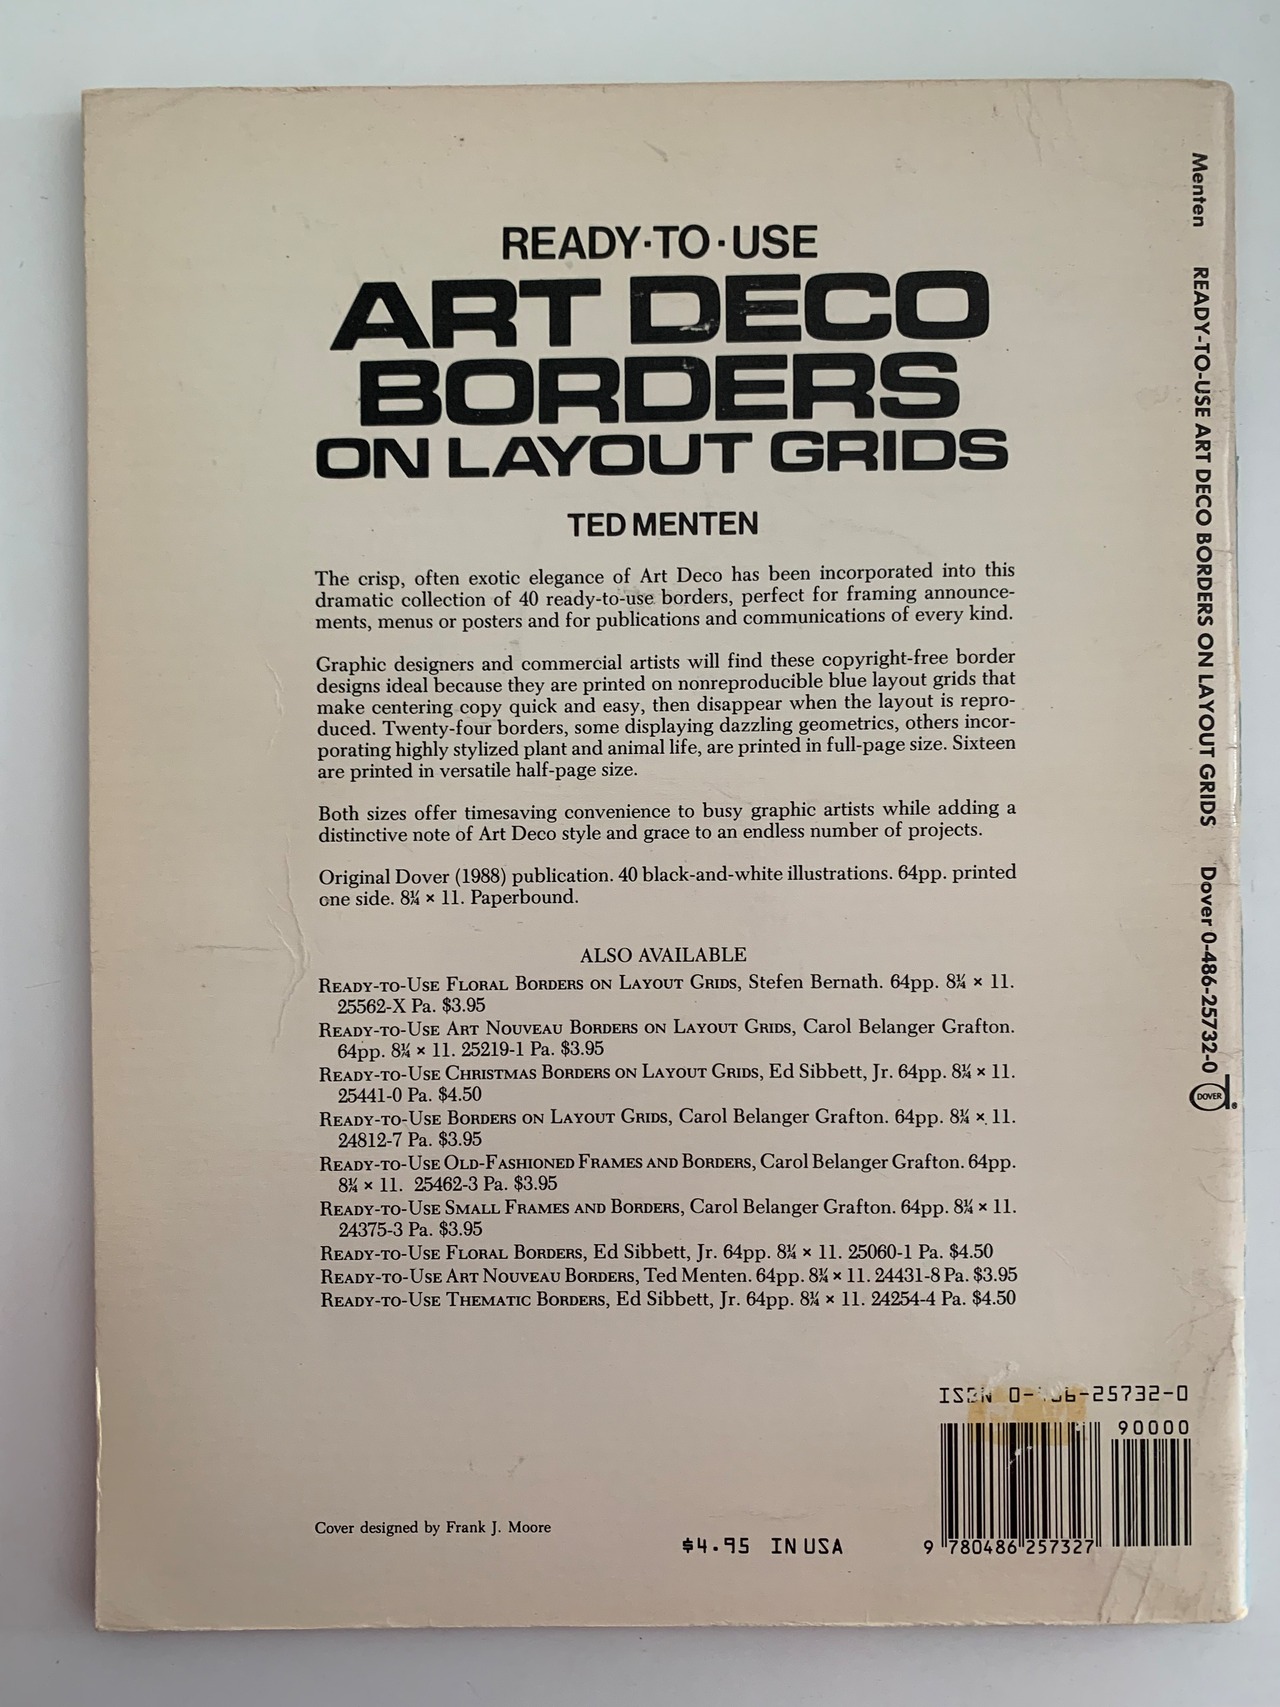 READY·TO·USE
ART DECO
BORDERS
ON LAYOUT GRIDS
TED MENTEN
The crisp, often exotic elegance of Art Deco has been incorporated into this
dramatic collection of 40 ready-to-use borders, perfect for framing announce-
ments, menus or posters and for publications and communications of every kind.
Graphic designers and commercial artists will find these copyright-free border
designs ideal because they are printed on nonreproducible blue layout grids that
make centering copy quick and easy, then disappear when the layout is repro-
duced. Twenty-four borders, some displaying dazzling geometrics, others incor-
porating highly stylized plant and animal life, are printed in full-page size. Sixteen
are printed in versatile half-page size.
Both sizes offer timesaving convenience to busy graphic artists while adding a
distinctive note of Art Deco style and grace to an endless number of projects.
Original Dover (1988) publication. 40 black-and-white illustrations. 64pp. printed
one side. 8¼ × 11. Paperbound.
ALSO AVAILABLE
READY-TO-USE FLORAL BORDERS ON LAYOUT GRIDS, Stefen Bernath. 64pp. 8¼ × 11.
25562-X Pa. $3.95
READY-TO-USE ART NOUVEAU BORDERS ON LAYOUT GRIDS, Carol Belanger Grafton.
64pp. 8¼ × 11. 25219-1 Pa. $3.95
READY-TO-USE CHRISTMAS BORDERS ON LAYOUT GRIDS, Ed Sibbett, Jr. 64pp. 8¼ × 11.
25441-0 Pa. $4.50
READY-TO-USE BORDERS ON LAYOUT GRIDS, Carol Belanger Grafton. 64pp. 8¼ × 11.
24812-7 Pa. $3.95
READY-TO-USE OLD-FASHIONED FRAMES AND BORDERS, Carol Belanger Grafton. 64pp.
8¼ × 11. 25462-3 Pa. $3.95
READY-TO-USE SMALL FRAMES AND BORDERS, Carol Belanger Grafton. 64pp. 8¼ × 11.
24375-3 Pa. $3.95
READY-TO-USE FLORAL BORDERS, Ed Sibbett, Jr. 64pp. 8¼ × 11. 25060-1 Pa. $4.50
READY-TO-USE ART NOUVEAU BORDERS, Ted Menten. 64pp. 8¼ × 11. 24431-8 Pa. $3.95
READY-TO-USE THEMATIC BORDERS, Ed Sibbett, Jr. 64pp. 8¼ × 11. 24254-4 Pa. $4.50
Cover designed by Frank J. Moore
$4.95 IN USA
90000
9 780486 257327
Menten READY-TO-USE ART DECO BORDERS ON LAYOUT GRIDS Dover 0-486-25732-0
DOVER